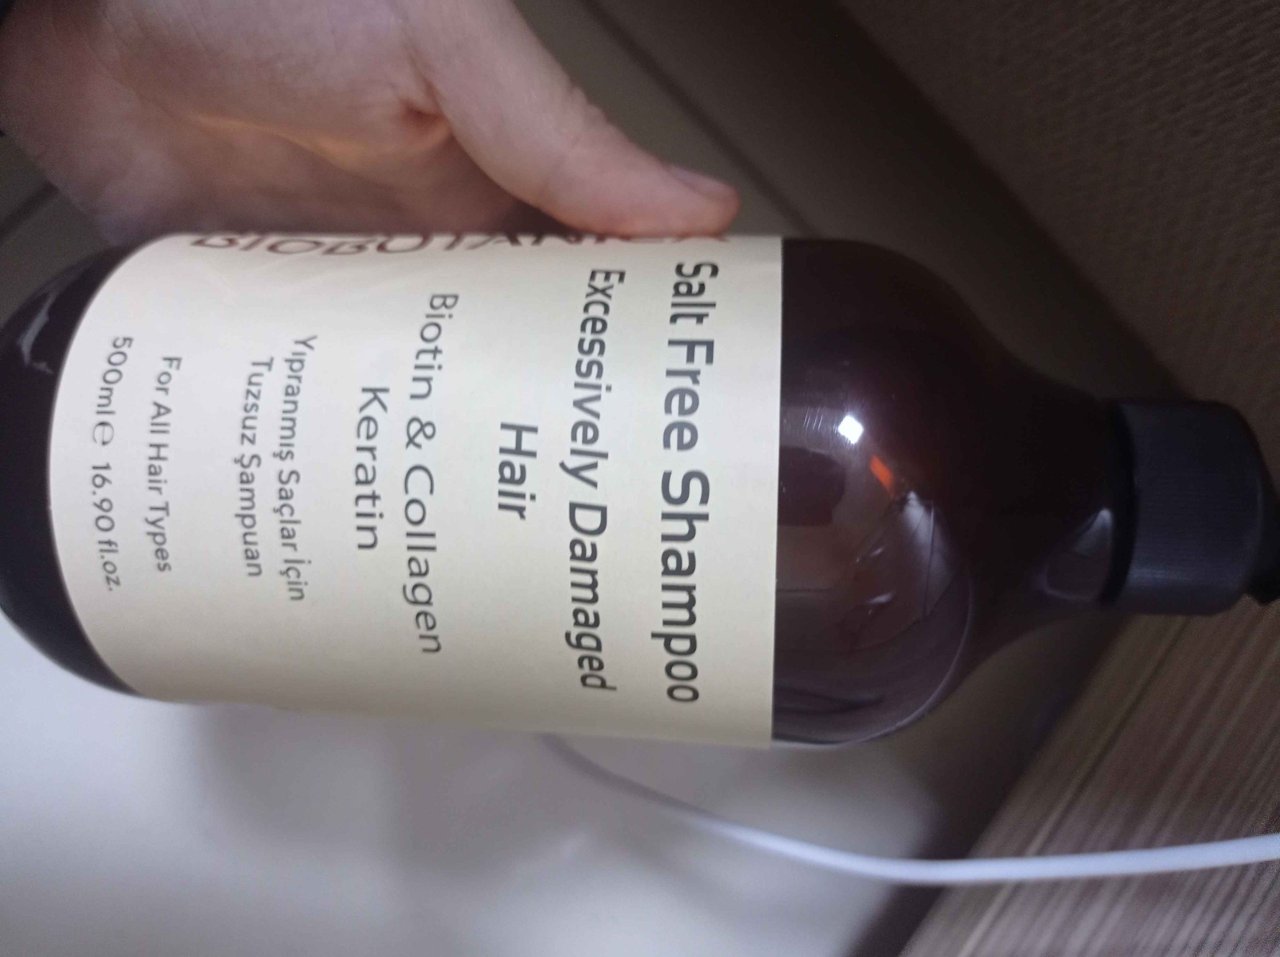 Salt Free Shampoo
Excessively Damaged
Hair
Biotin & Collagen
Keratin
Yıpranmış Saçlar İçin
Tuzsuz Şampuan
For All Hair Types
500ml ℮ 16.90 fl.oz.